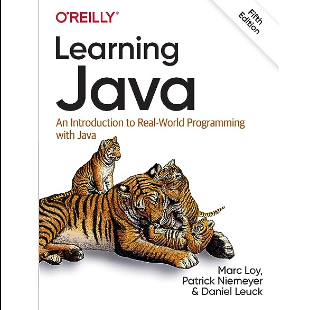 O'REILLY®
Fifth
Edition
Learning
Java
An Introduction to Real-World Programming
with Java
Marc Loy,
Patrick Niemeyer
& Daniel Leuck